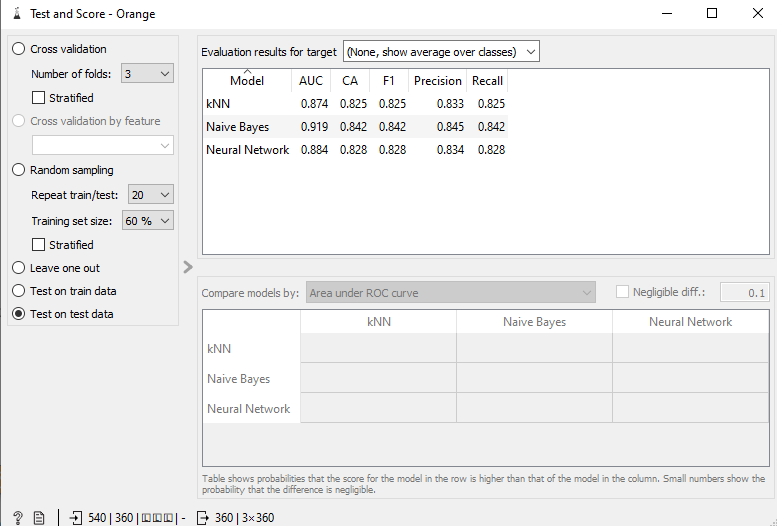 Test and Score - Orange
Cross validation
Number of folds: 3
Stratified
Cross validation by feature
Random sampling
Repeat train/test: 20
Training set size: 60 %
Stratified
Leave one out
Test on train data
Test on test data
Evaluation results for target (None, show average over classes)
Model AUC CA F1 Precision Recall
kNN 0.874 0.825 0.825 0.833 0.825
Naive Bayes 0.919 0.842 0.842 0.845 0.842
Neural Network 0.884 0.828 0.828 0.834 0.828
Compare models by: Area under ROC curve Negligible diff.: 0.1
kNN Naive Bayes Neural Network
kNN
Naive Bayes
Neural Network
Table shows probabilities that the score for the model in the row is higher than that of the model in the column. Small numbers show the
probability that the difference is negligible.
? 540 | 360 | | - 360 | 3×360